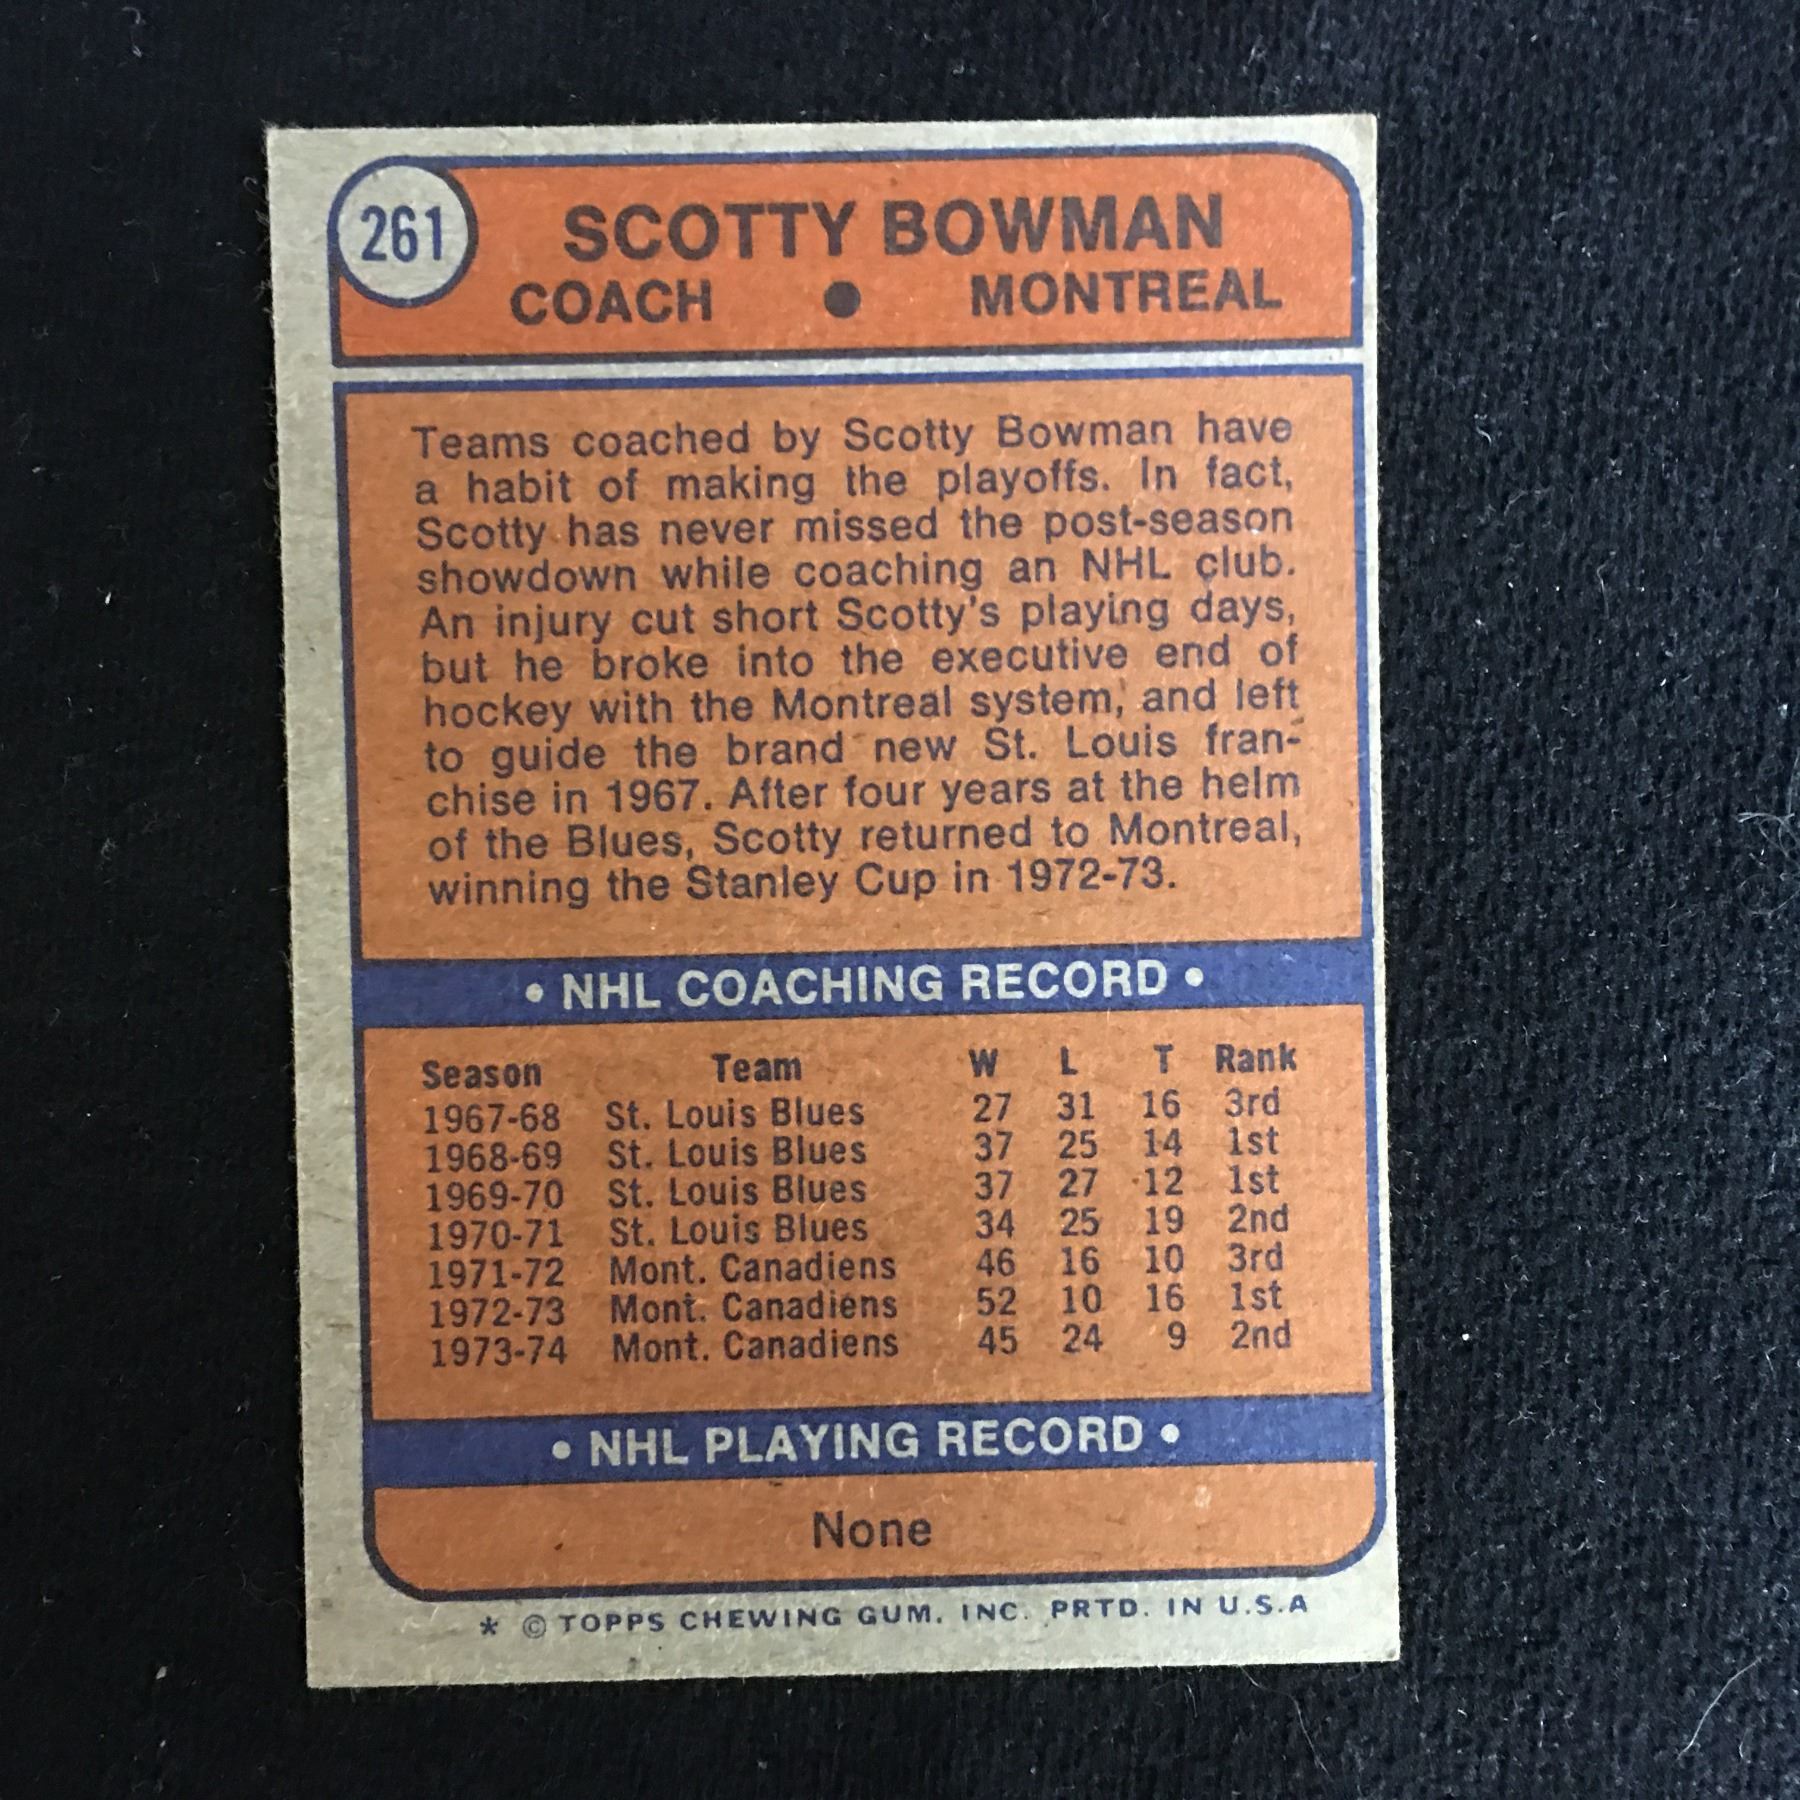 261
SCOTTY BOWMAN
COACH ● MONTREAL
Teams coached by Scotty Bowman have
a habit of making the playoffs. In fact,
Scotty has never missed the post-season
showdown while coaching an NHL club.
An injury cut short Scotty's playing days,
but he broke into the executive end of
hockey with the Montreal system, and left
to guide the brand new St. Louis fran-
chise in 1967. After four years at the helm
of the Blues, Scotty returned to Montreal,
winning the Stanley Cup in 1972-73.
• NHL COACHING RECORD •
Season Team W L T Rank
1967-68 St. Louis Blues 27 31 16 3rd
1968-69 St. Louis Blues 37 25 14 1st
1969-70 St. Louis Blues 37 27 12 1st
1970-71 St. Louis Blues 34 25 19 2nd
1971-72 Mont. Canadiens 46 16 10 3rd
1972-73 Mont. Canadiens 52 10 16 1st
1973-74 Mont. Canadiens 45 24 9 2nd
• NHL PLAYING RECORD •
None
* © TOPPS CHEWING GUM, INC. PRTD. IN U.S.A